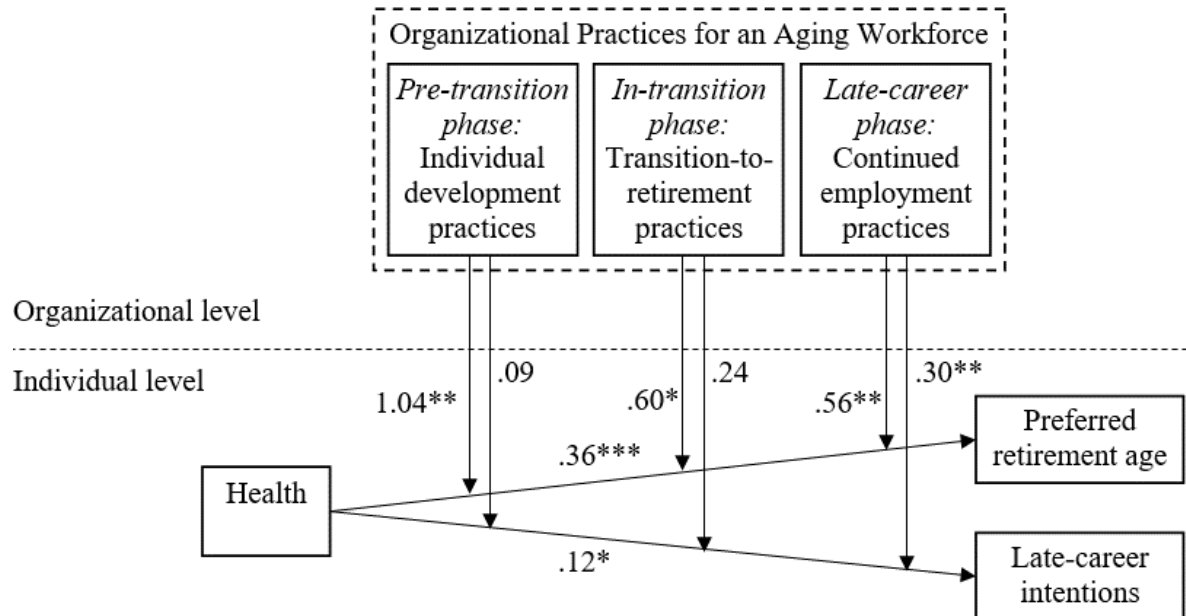 Organizational Practices for an Aging Workforce
Pre-transition
phase:
Individual
development
practices
In-transition
phase:
Transition-to-
retirement
practices
Late-career
phase:
Continued
employment
practices
Organizational level
Individual level
1.04**
.09
.60*
.24
.56**
.30**
.36***
.12*
Health
Preferred
retirement age
Late-career
intentions